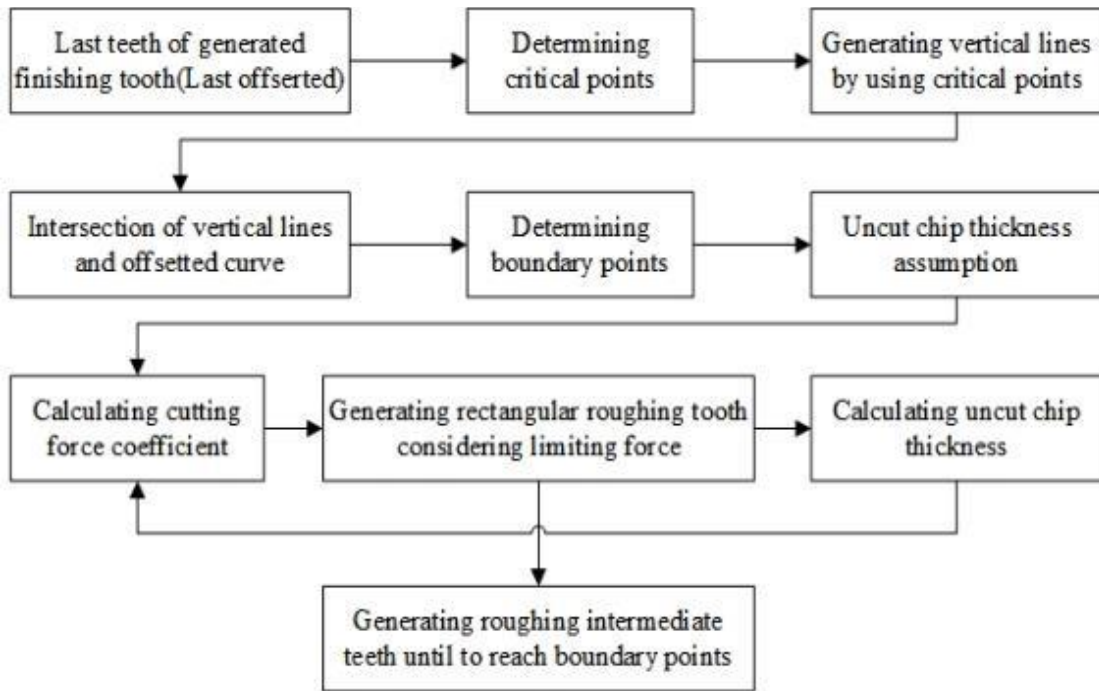 Last teeth of generated
finishing tooth(Last offserted)
Determining
critical points
Generating vertical lines
by using critical points
Intersection of vertical lines
and offsetted curve
Determining
boundary points
Uncut chip thickness
assumption
Calculating cutting
force coefficient
Generating rectangular roughing tooth
considering limiting force
Calculating uncut chip
thickness
Generating roughing intermediate
teeth until to reach boundary points